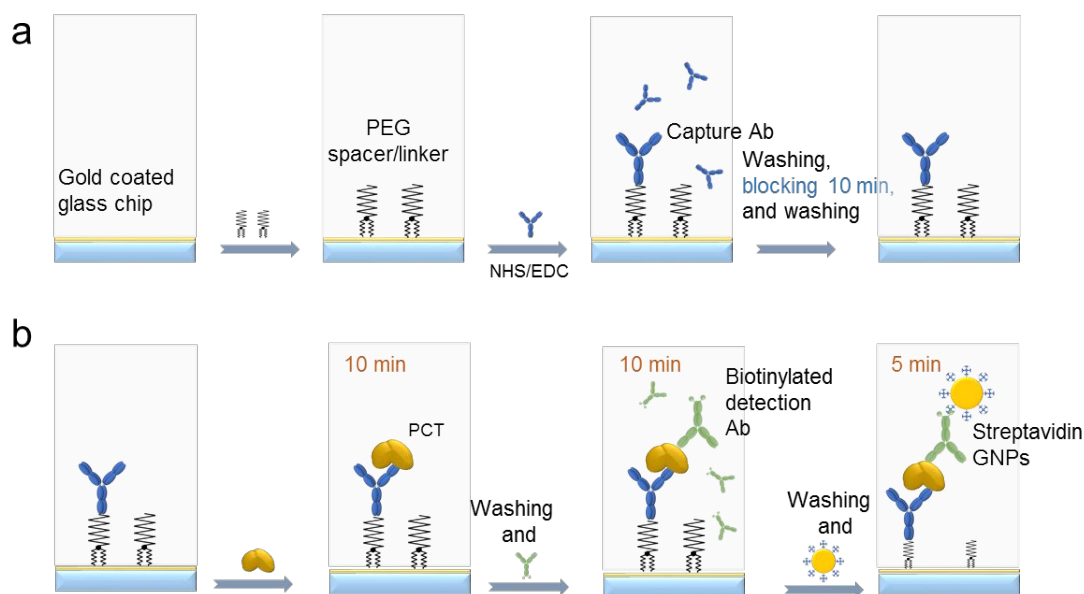 a
Gold coated
glass chip
PEG
spacer/linker
NHS/EDC
Capture Ab
Washing,
blocking 10 min,
and washing
b
10 min
PCT
Washing
and
10 min
Biotinylated
detection
Ab
Washing
and
5 min
Streptavidin
GNPs